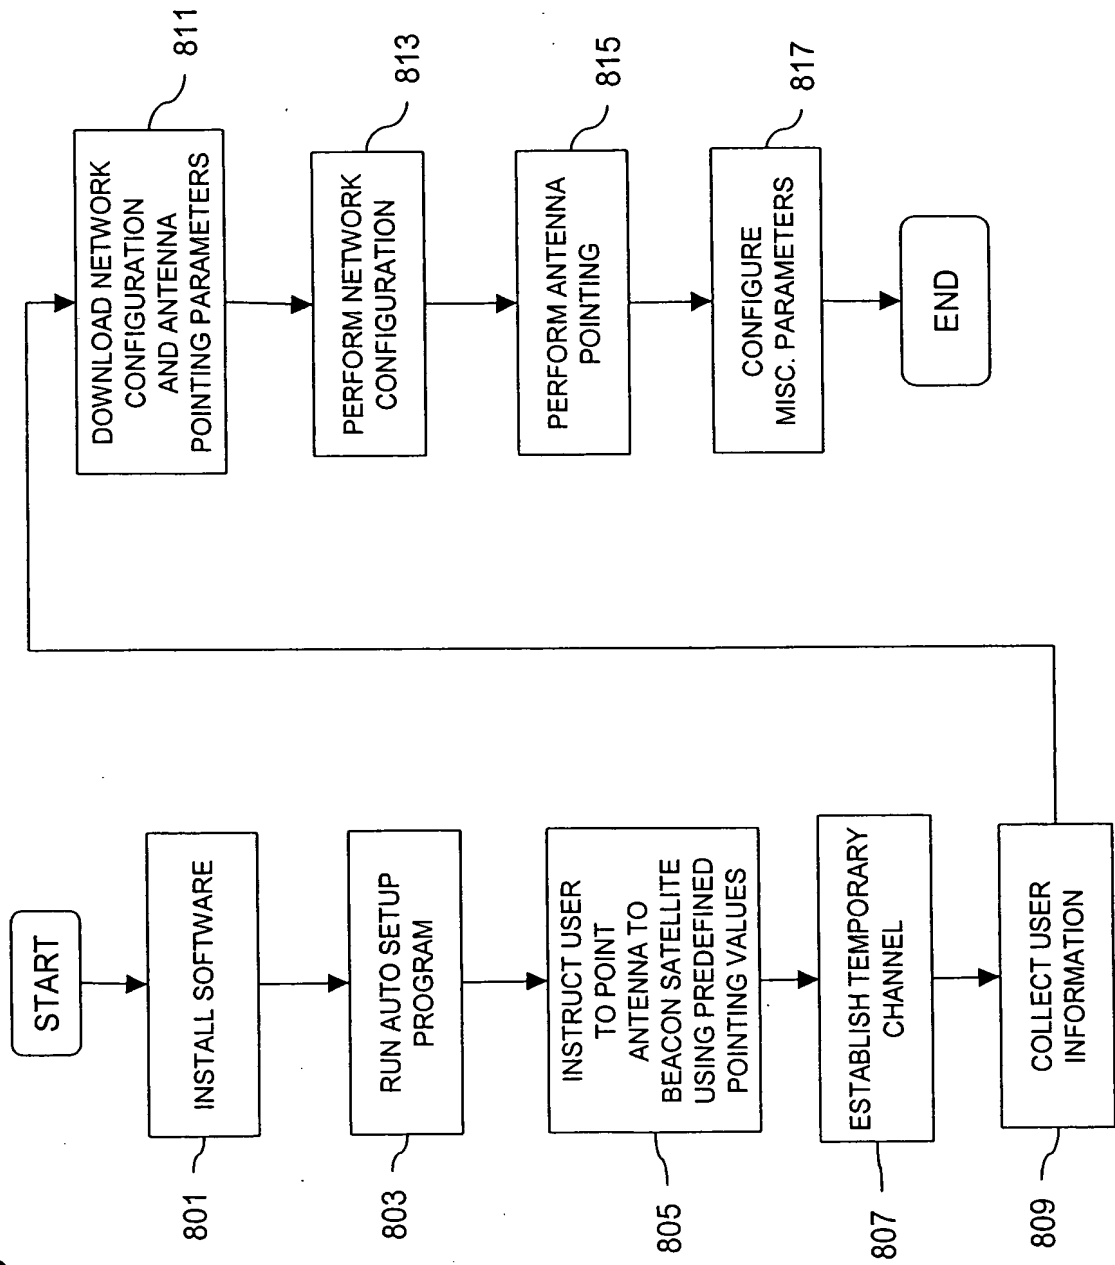 START
INSTALL SOFTWARE
801
RUN AUTO SETUP
PROGRAM
803
INSTRUCT USER
TO POINT
ANTENNA TO
BEACON SATELLITE
USING PREDEFINED
POINTING VALUES
805
ESTABLISH TEMPORARY
CHANNEL
807
COLLECT USER
INFORMATION
809
DOWNLOAD NETWORK
CONFIGURATION
AND ANTENNA
POINTING PARAMETERS
811
PERFORM NETWORK
CONFIGURATION
813
PERFORM ANTENNA
POINTING
815
CONFIGURE
MISC. PARAMETERS
817
END